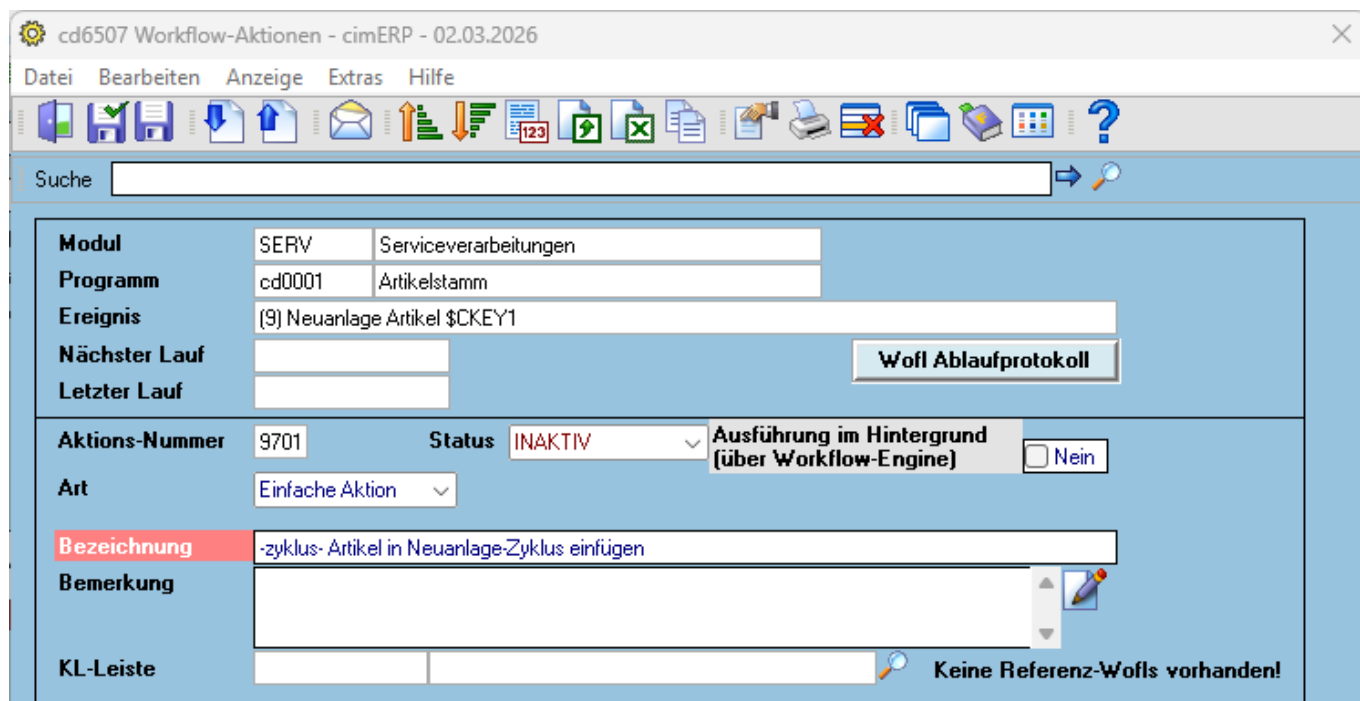 cd6507 Workflow-Aktionen - cimERP - 02.03.2026
Datei Bearbeiten Anzeige Extras Hilfe
123
Suche
Modul SERV Serviceverarbeitungen
Programm cd0001 Artikelstamm
Ereignis (9) Neuanlage Artikel $CKEY1
Nächster Lauf
Wofl Ablaufprotokoll
Letzter Lauf
Aktions-Nummer 9701 Status INAKTIV Ausführung im Hintergrund
(über Workflow-Engine) Nein
Art Einfache Aktion
Bezeichnung -zyklus- Artikel in Neuanlage-Zyklus einfügen
Bemerkung
KL-Leiste Keine Referenz-Wofls vorhanden!